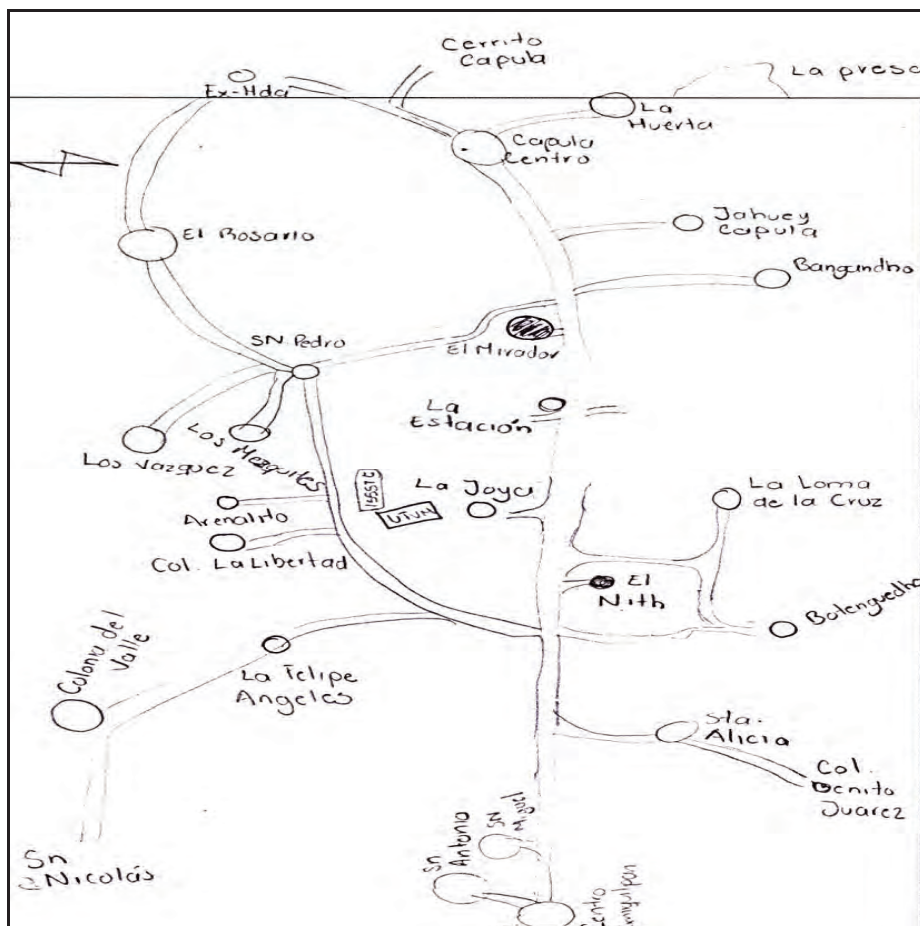 Cerrito
Capula
La presa
Ex-Hda
La
Huerta
Capula
Centro
Jahuey
Capula
El Rosario
Bangandho
SN. Pedro
El Mirador
La
Estación
Los Vazguez
Los Mezquites
ISSSTE
UTVM
La Joya
La Loma
de la Cruz
Arenalito
Col. La Libertad
El
Nith
Botenguedho
Colonia del
Valle
La Felipe
Angeles
Sta.
Alicia
Col.
Benito
Juarez
Sn
Nicolás
Sn
Antonio
SN
Miguel
Centro